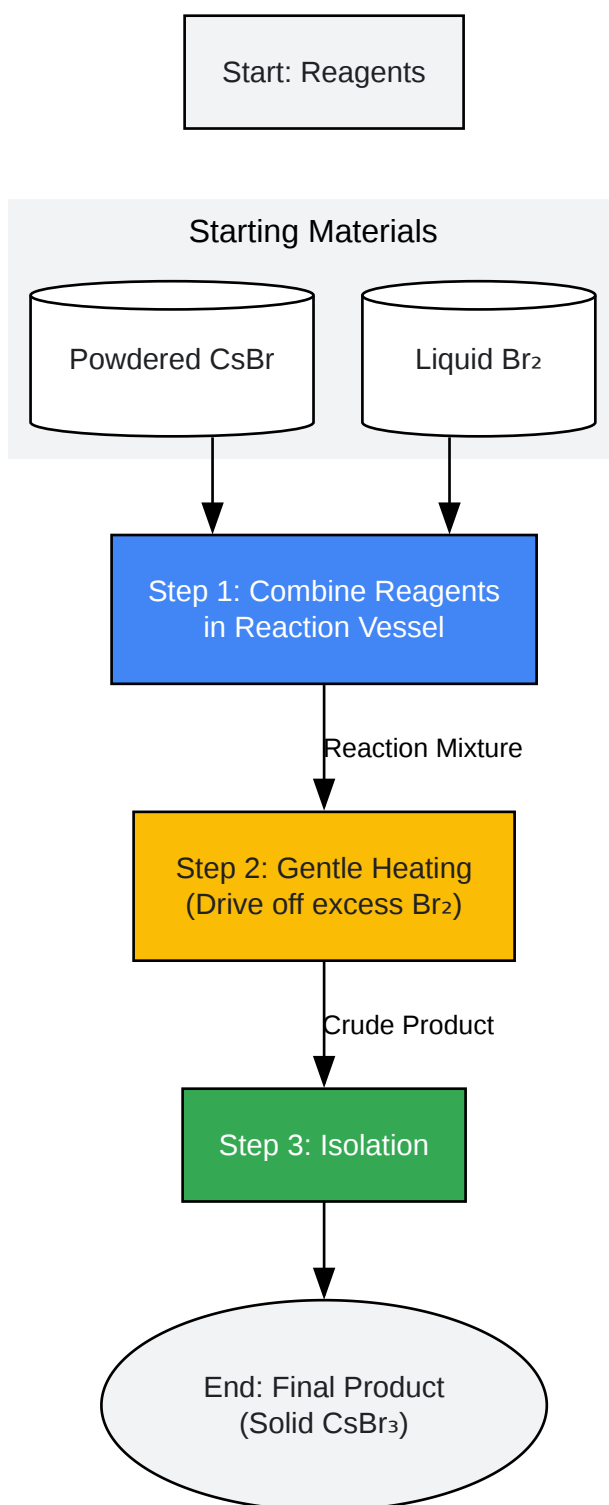 Start: Reagents
Starting Materials
Powdered CsBr
Liquid Br₂
Step 1: Combine Reagents
in Reaction Vessel
Reaction Mixture
Step 2: Gentle Heating
(Drive off excess Br₂)
Crude Product
Step 3: Isolation
End: Final Product
(Solid CsBr₃)